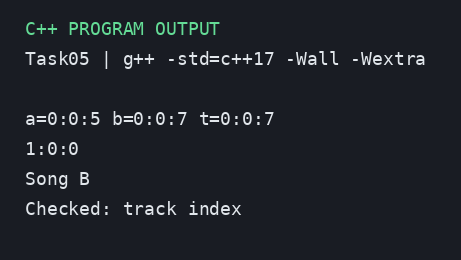 C++ PROGRAM OUTPUT
Task05 | g++ -std=c++17 -Wall -Wextra
a=0:0:5 b=0:0:7 t=0:0:7
1:0:0
Song B
Checked: track index